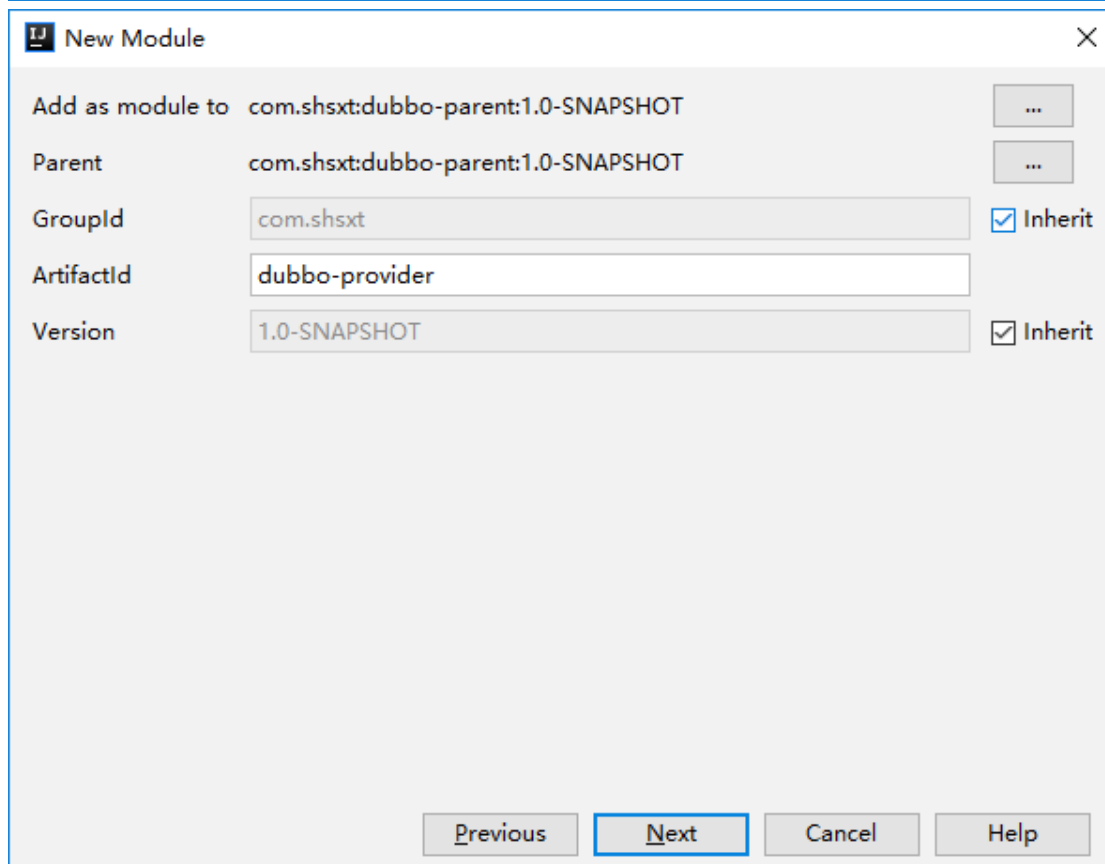 IJ New Module
Add as module to com.shsxt:dubbo-parent:1.0-SNAPSHOT ...
Parent com.shsxt:dubbo-parent:1.0-SNAPSHOT ...
GroupId com.shsxt Inherit
ArtifactId dubbo-provider
Version 1.0-SNAPSHOT Inherit
Previous Next Cancel Help